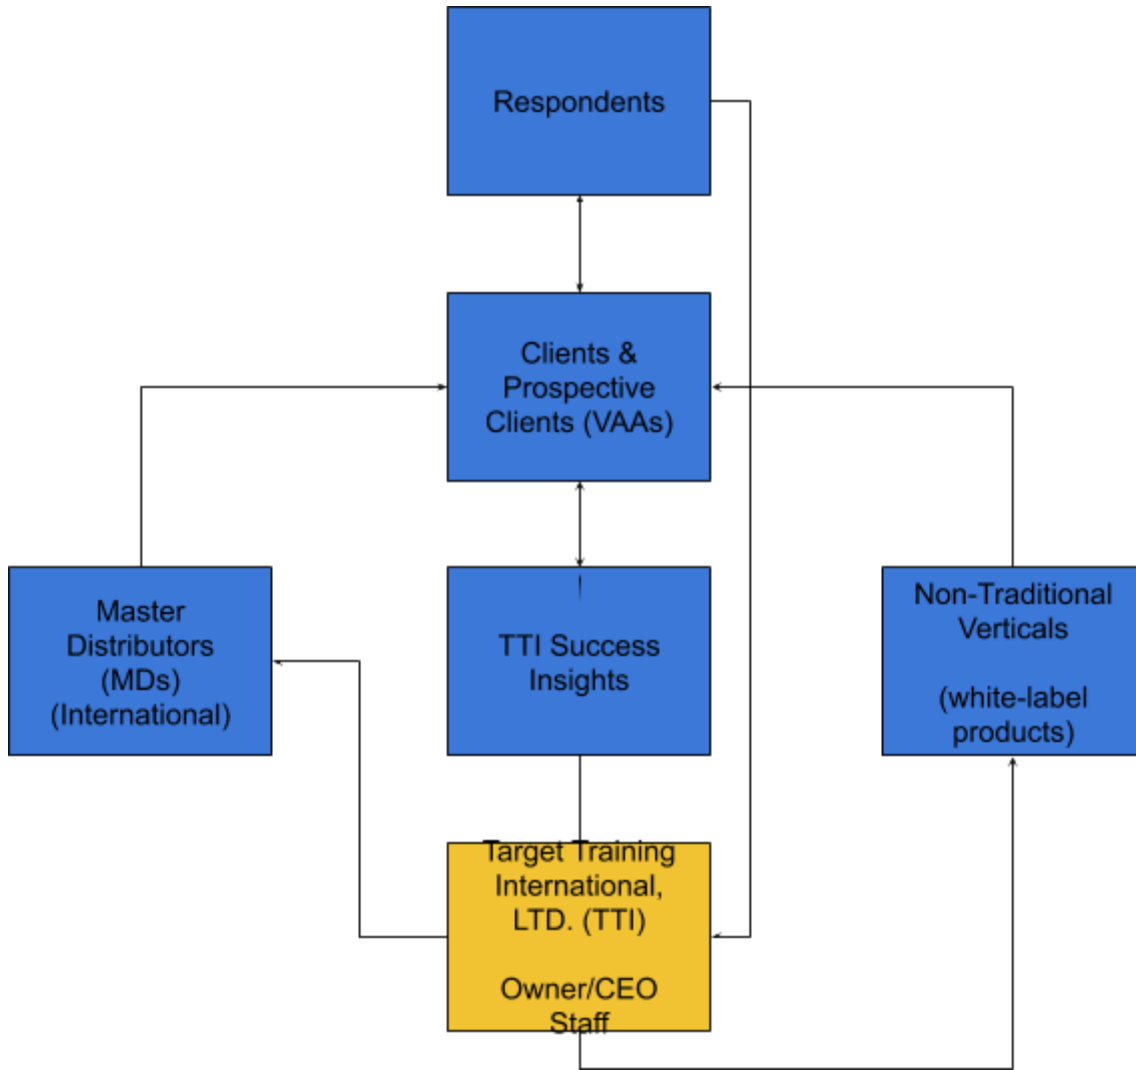 Respondents
Clients &
Prospective
Clients (VAAs)
Master
Distributors
(MDs)
(International)
TTI Success
Insights
Non-Traditional
Verticals
(white-label
products)
Target Training
International,
LTD. (TTI)
Owner/CEO
Staff